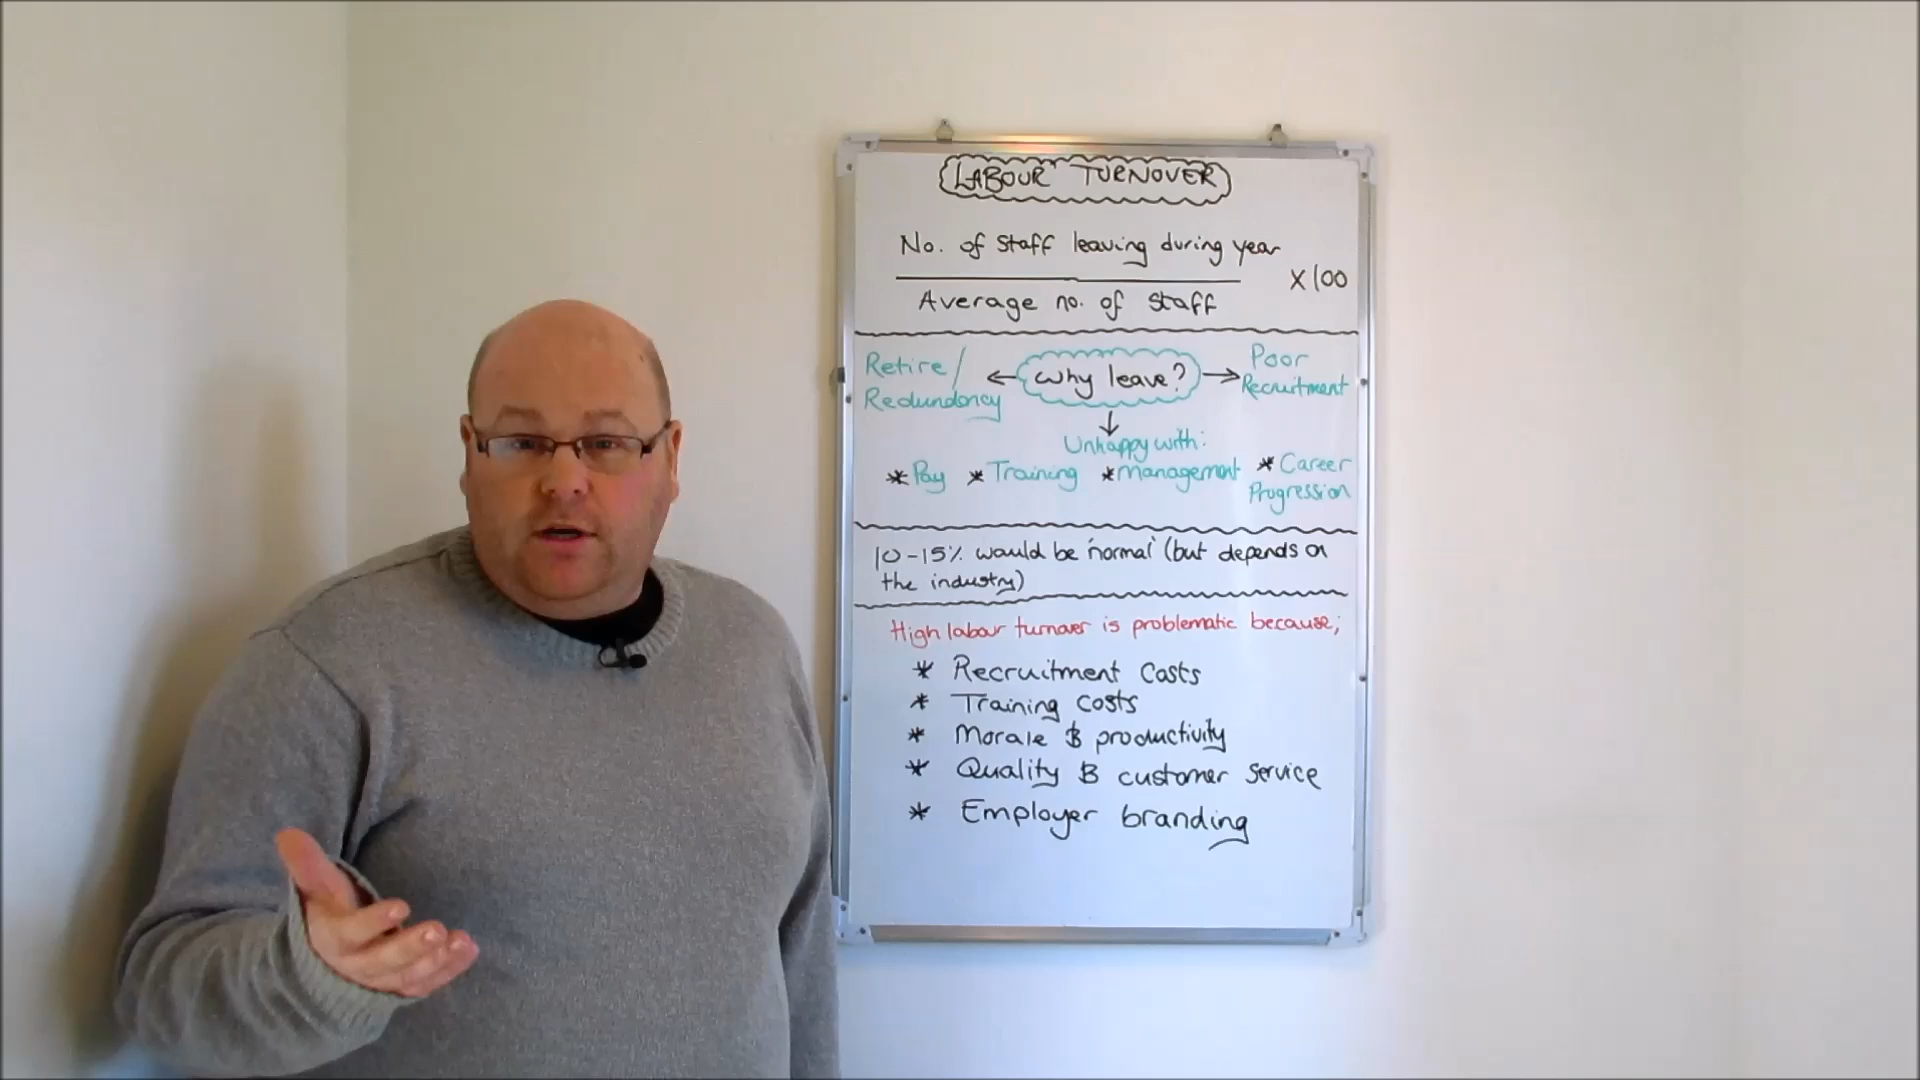 LABOUR TURNOVER
No. of staff leaving during year
X100
Average no. of staff
Retire/
Redundancy
Why leave?
Poor
Recruitment
Unhappy with:
* Pay * Training * Management * Career
Progression
10-15% would be 'normal' (but depends on
the industry)
High labour turnover is problematic because;
* Recruitment Costs
* Training costs
* Morale & productivity
* Quality & customer service
* Employer branding